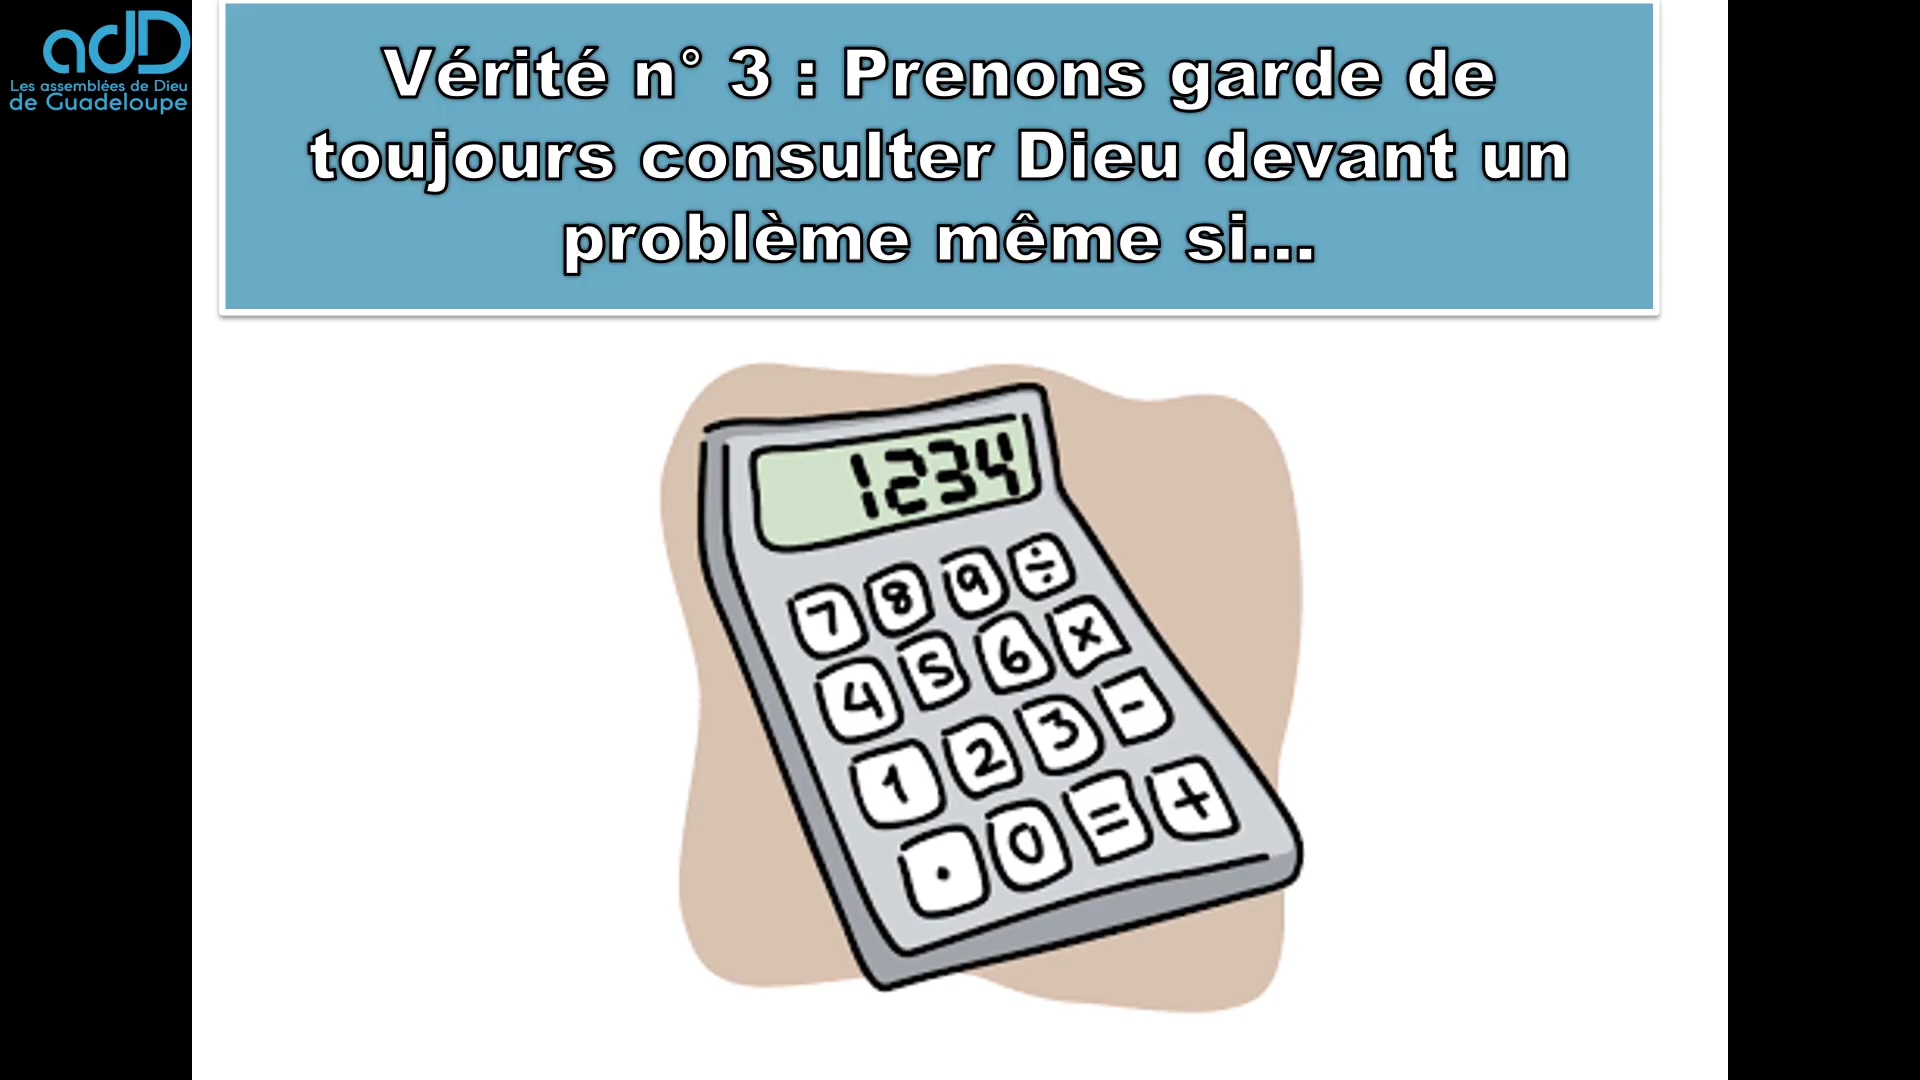 adD
Les assemblées de Dieu
de Guadeloupe
Vérité n° 3 : Prenons garde de
toujours consulter Dieu devant un
problème même si...
1234
7 8 9 ÷
4 5 6 ×
1 2 3 -
. 0 = +